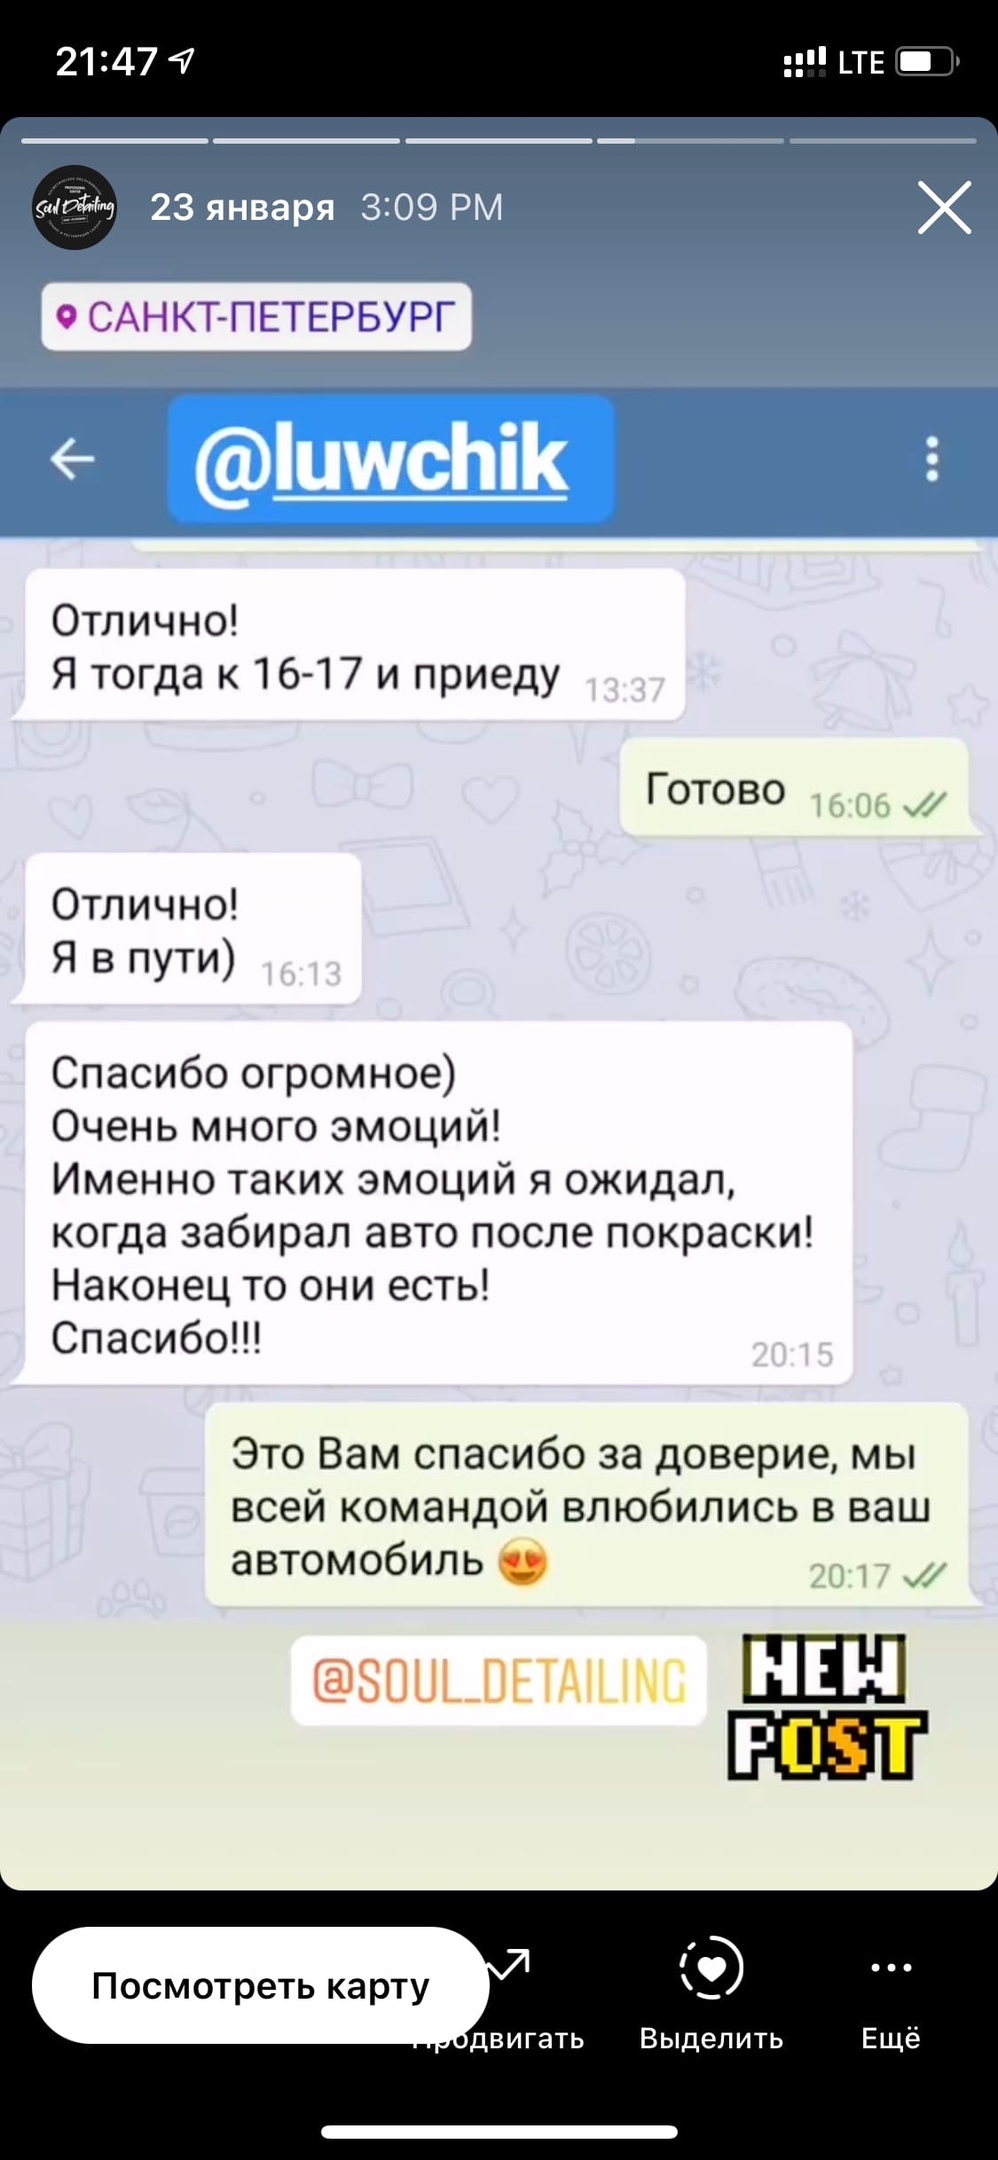 21:47
LTE
Soul Detailing
23 января 3:09 PM
САНКТ-ПЕТЕРБУРГ
@luwchik
Отлично!
Я тогда к 16-17 и приеду 13:37
Готово 16:06
Отлично!
Я в пути) 16:13
Спасибо огромное)
Очень много эмоций!
Именно таких эмоций я ожидал,
когда забирал авто после покраски!
Наконец то они есть!
Спасибо!!!
20:15
Это Вам спасибо за доверие, мы
всей командой влюбились в ваш
автомобиль 😍 20:17
@SOUL_DETAILING
NEW
POST
Посмотреть карту
Продвигать
Выделить
Ещё